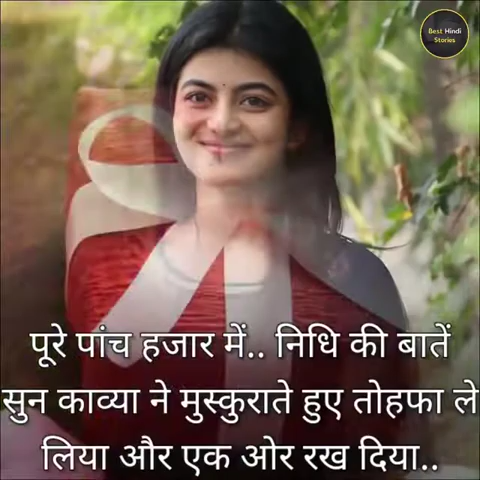 Best Hindi
Stories
पूरे पांच हजार में.. निधि की बातें
सुन काव्या ने मुस्कुराते हुए तोहफा ले
लिया और एक ओर रख दिया..